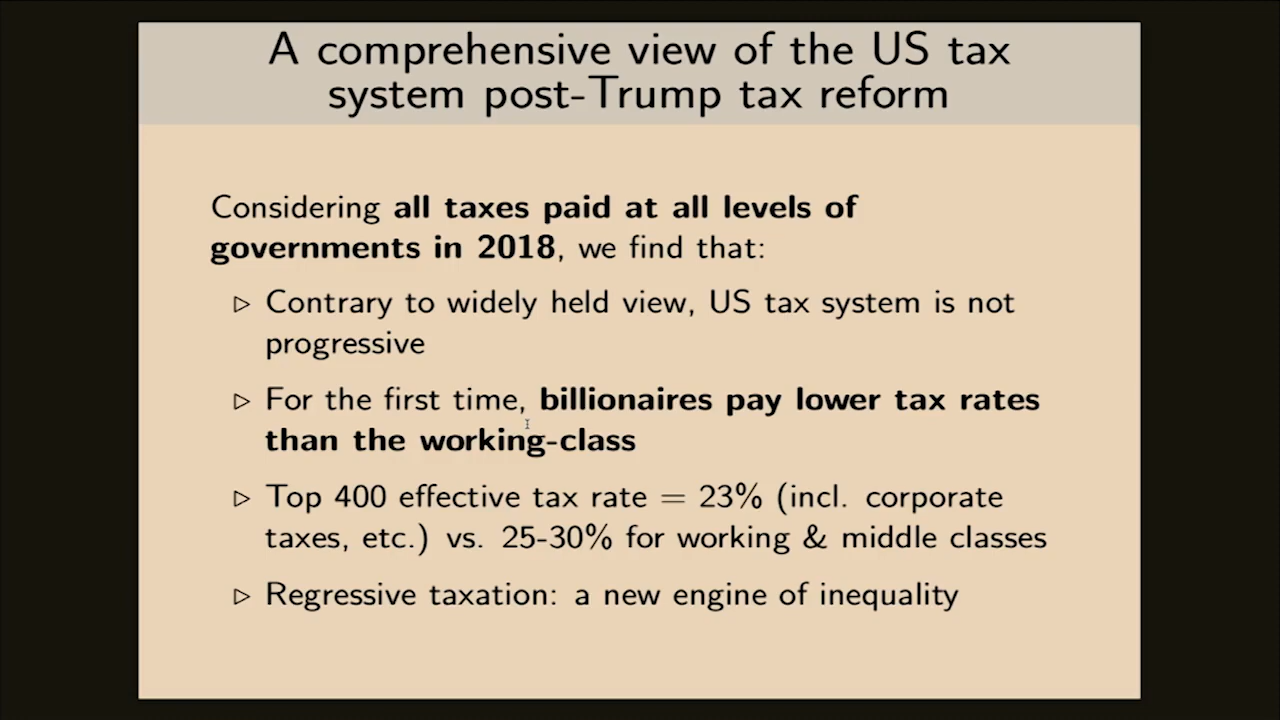 A comprehensive view of the US tax
system post-Trump tax reform
Considering all taxes paid at all levels of
governments in 2018, we find that:
▷ Contrary to widely held view, US tax system is not
progressive
▷ For the first time, billionaires pay lower tax rates
than the working-class
▷ Top 400 effective tax rate = 23% (incl. corporate
taxes, etc.) vs. 25-30% for working & middle classes
▷ Regressive taxation: a new engine of inequality